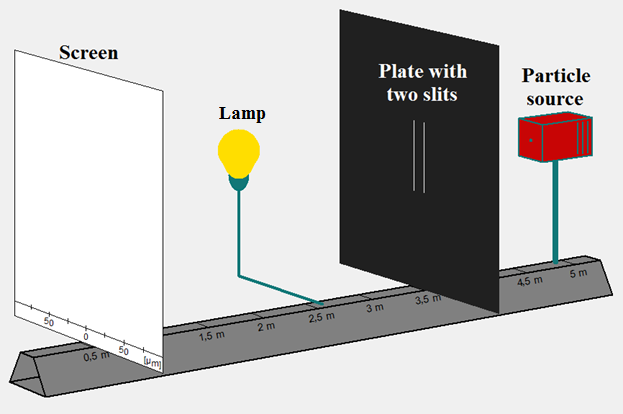 Screen
Lamp
Plate with
two slits
Particle
source
50
0
50
[μm]
0,5 m
1,5 m
2 m
2,5 m
3 m
3,5 m
4,5 m
5 m